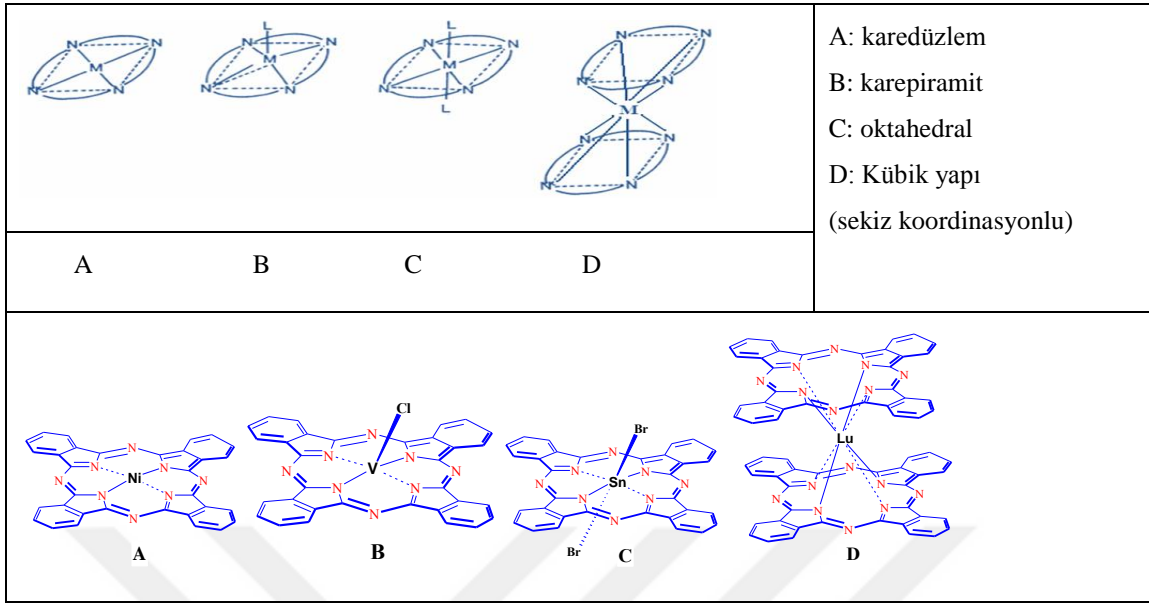 L L L
N N N N N N N N
M M M M
N N N N N N N N
L
N N
N N
A: karedüzlem
B: karepiramit
C: oktahedral
D: Kübik yapı
(sekiz koordinasyonlu)
A B C D
N N N N N N N N
Ni
N N N N N N N N
A
Cl
V
B
Br
Sn
Br
C
N N N N N N N N
Lu
N N N N N N N N
D